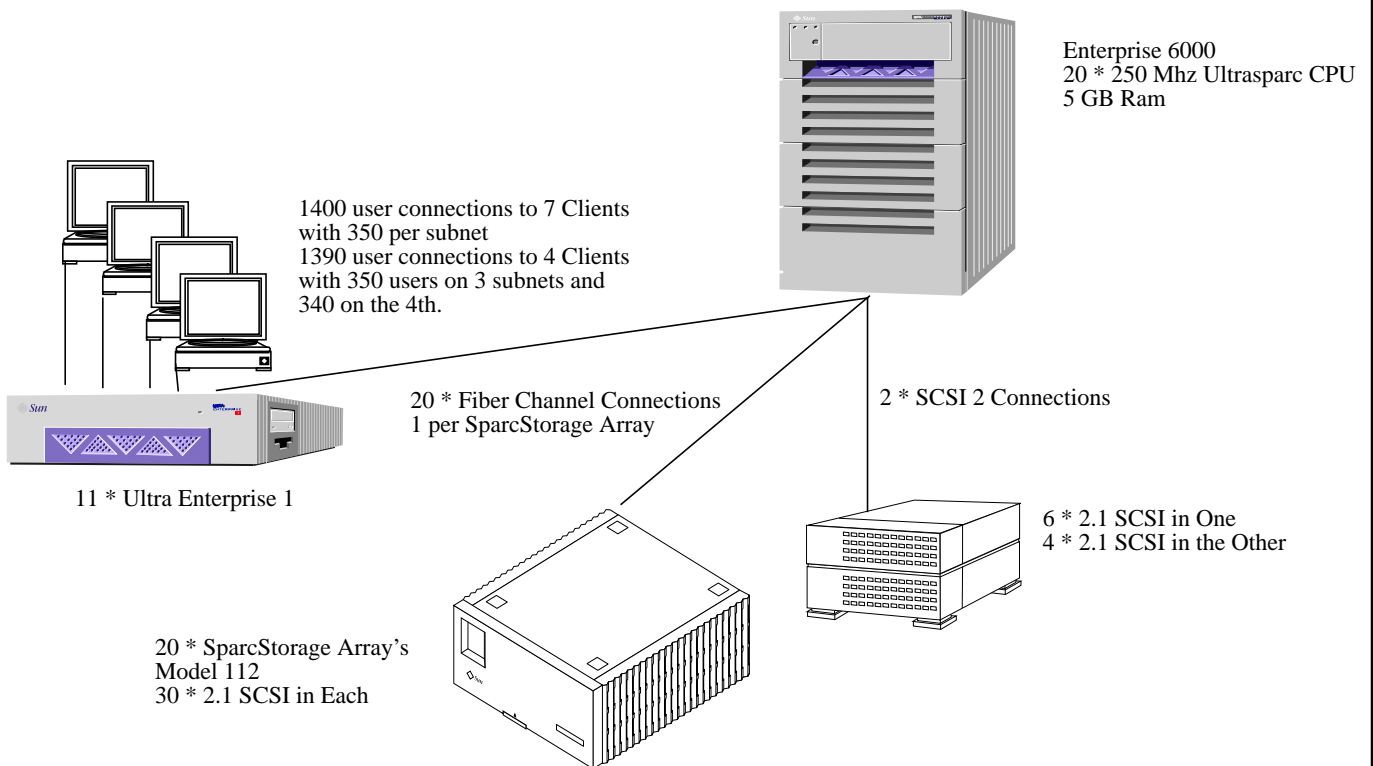 Sun
Enterprise 6000
20 * 250 Mhz Ultrasparc CPU
5 GB Ram
1400 user connections to 7 Clients
with 350 per subnet
1390 user connections to 4 Clients
with 350 users on 3 subnets and
340 on the 4th.
20 * Fiber Channel Connections
1 per SparcStorage Array
2 * SCSI 2 Connections
Sun
11 * Ultra Enterprise 1
6 * 2.1 SCSI in One
4 * 2.1 SCSI in the Other
20 * SparcStorage Array's
Model 112
30 * 2.1 SCSI in Each
Sun